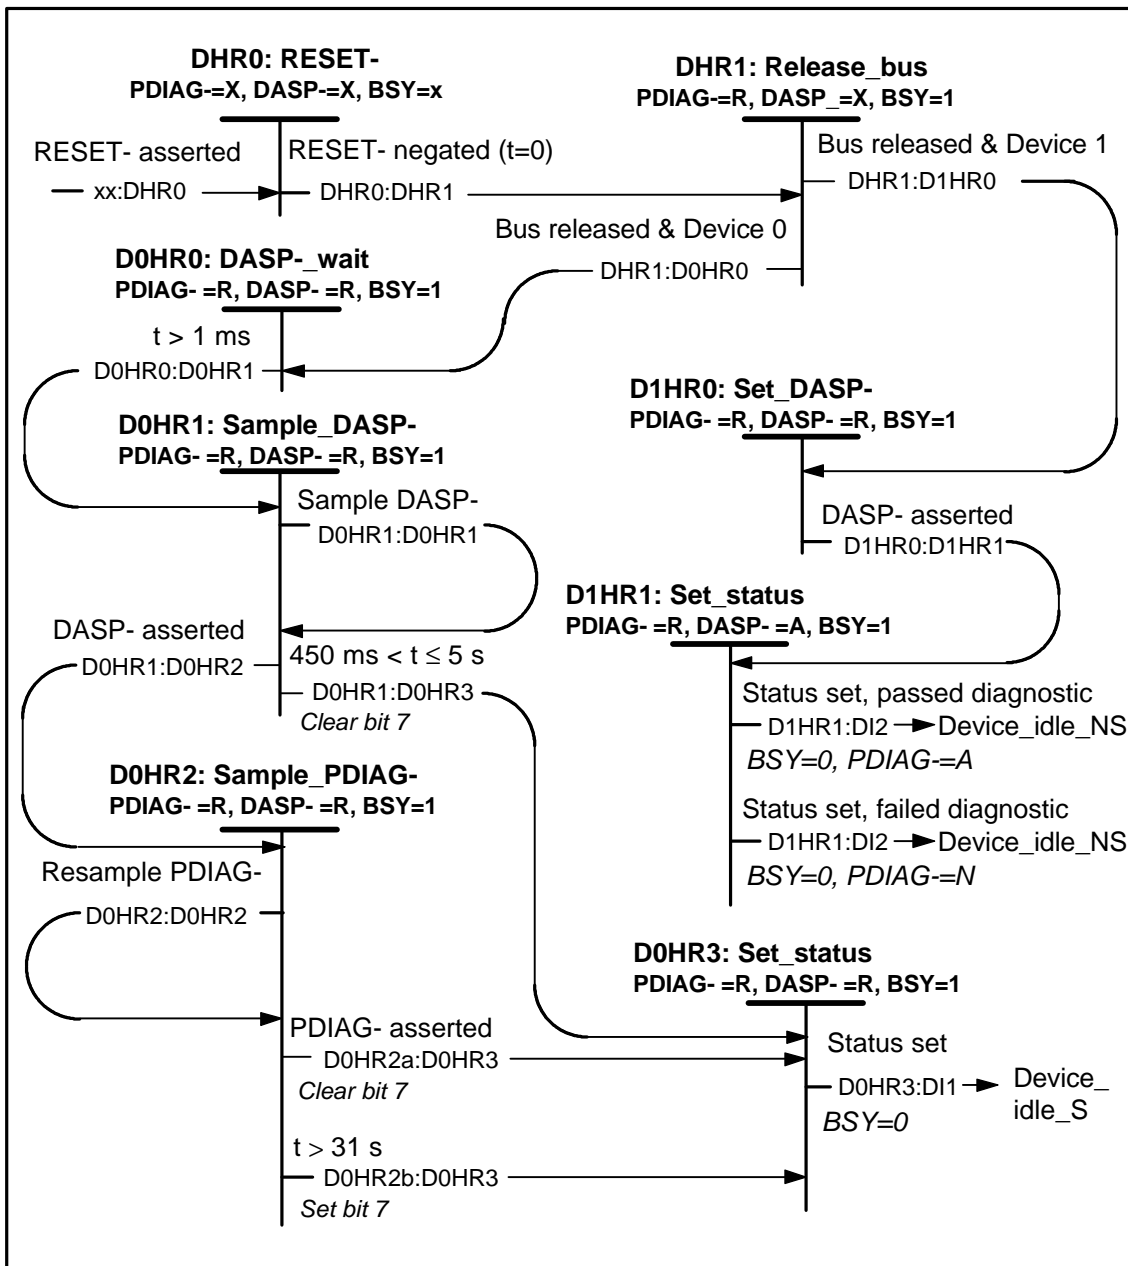 DHR0: RESET-
PDIAG-=X, DASP-=X, BSY=x
RESET- asserted
xx:DHR0
RESET- negated (t=0)
DHR0:DHR1
DHR1: Release_bus
PDIAG-=R, DASP_=X, BSY=1
Bus released & Device 1
DHR1:D1HR0
Bus released & Device 0
DHR1:D0HR0
D0HR0: DASP-_wait
PDIAG- =R, DASP- =R, BSY=1
t > 1 ms
D0HR0:D0HR1
D0HR1: Sample_DASP-
PDIAG- =R, DASP- =R, BSY=1
Sample DASP-
D0HR1:D0HR1
DASP- asserted
D0HR1:D0HR2
450 ms < t ≤ 5 s
D0HR1:D0HR3
Clear bit 7
D1HR0: Set_DASP-
PDIAG- =R, DASP- =R, BSY=1
DASP- asserted
D1HR0:D1HR1
D1HR1: Set_status
PDIAG- =R, DASP- =A, BSY=1
Status set, passed diagnostic
D1HR1:DI2 Device_idle_NS
BSY=0, PDIAG-=A
Status set, failed diagnostic
D1HR1:DI2 Device_idle_NS
BSY=0, PDIAG-=N
D0HR2: Sample_PDIAG-
PDIAG- =R, DASP- =R, BSY=1
Resample PDIAG-
D0HR2:D0HR2
PDIAG- asserted
D0HR2a:D0HR3
Clear bit 7
t > 31 s
D0HR2b:D0HR3
Set bit 7
D0HR3: Set_status
PDIAG- =R, DASP- =R, BSY=1
Status set
D0HR3:DI1
Device_
idle_S
BSY=0